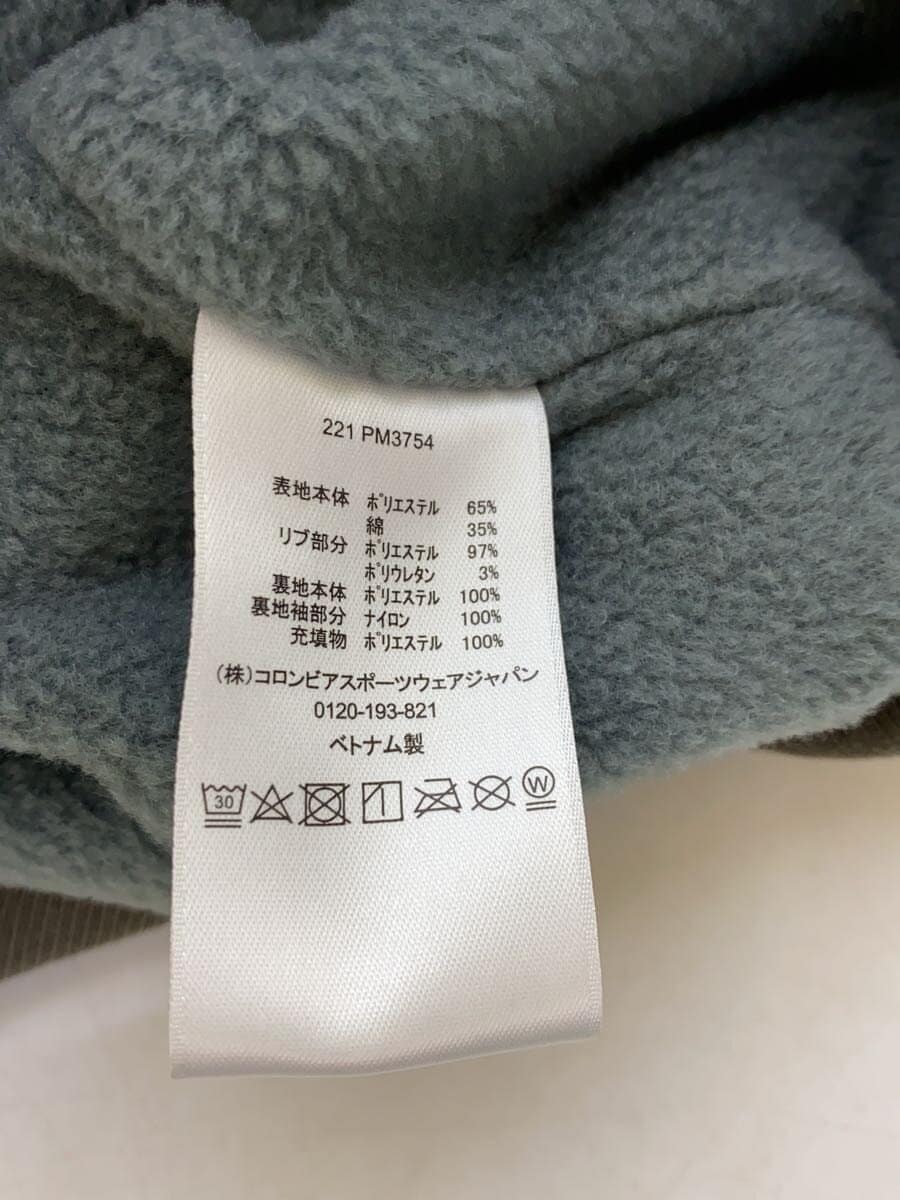 221 PM3754
表地本体 ポリエステル 65%
綿 35%
リブ部分 ポリエステル 97%
ポリウレタン 3%
裏地本体 ポリエステル 100%
裏地袖部分 ナイロン 100%
充填物 ポリエステル 100%
(株)コロンビアスポーツウェアジャパン
0120-193-821
ベトナム製
30 W